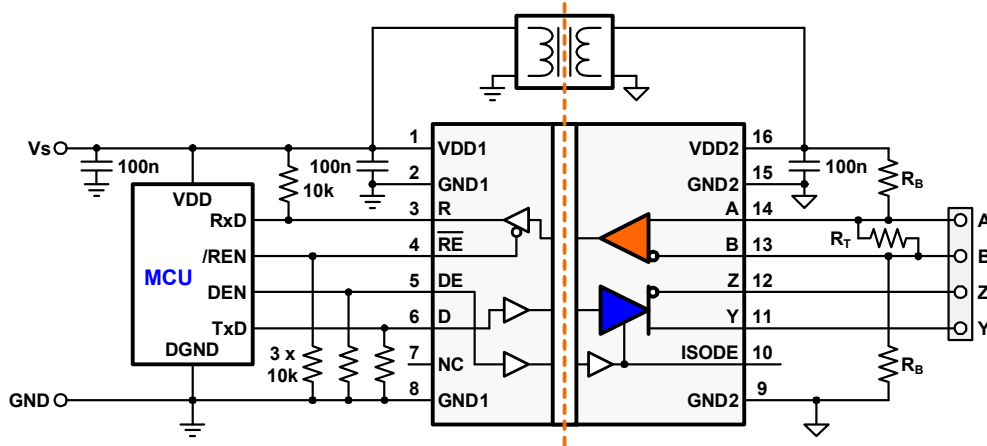 Vs
100n
VDD
MCU
RxD
/REN
DEN
TxD
DGND
GND
10k
100n
3 x
10k
1
VDD1
2
GND1
3
R
4
RE
5
DE
6
D
7
NC
8
GND1
16
VDD2
15
GND2
14
A
13
B
12
Z
11
Y
10
ISODE
9
GND2
100n
RB
RT
RB
A
B
Z
Y